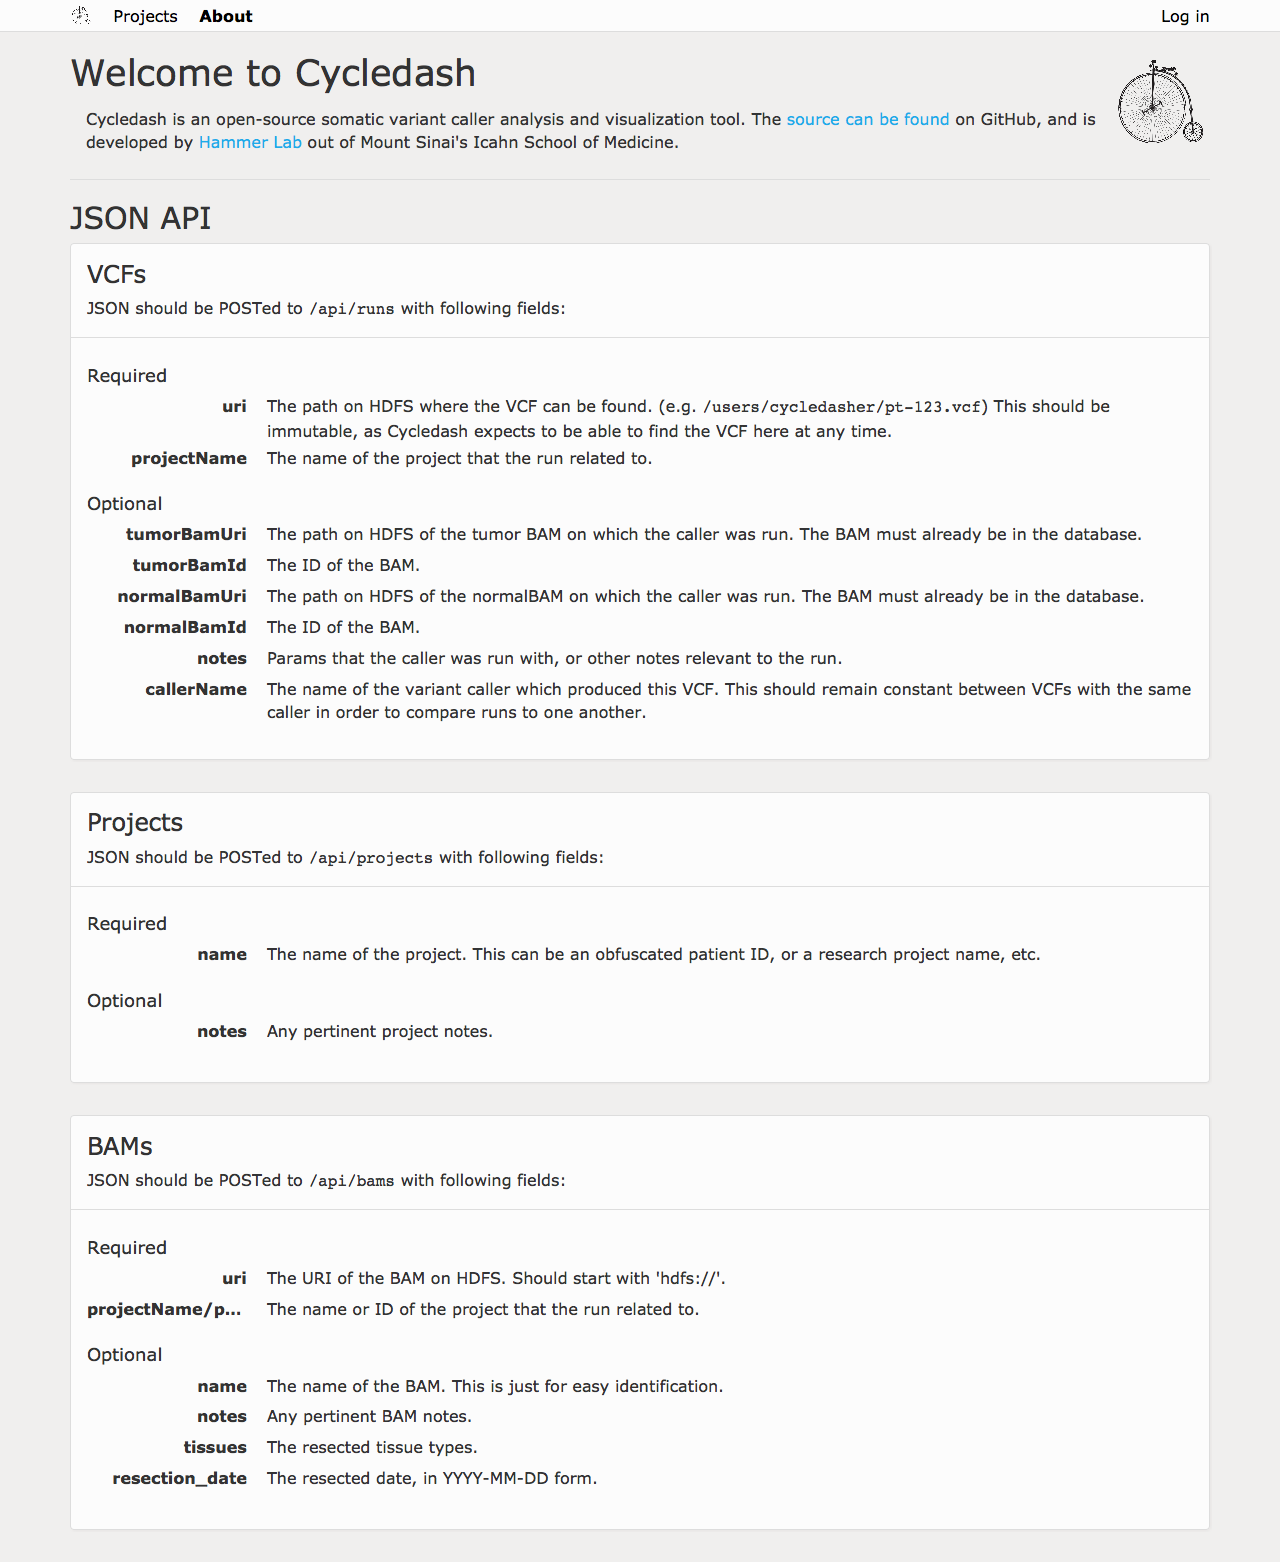 Projects About Log in
Welcome to Cycledash
Cycledash is an open-source somatic variant caller analysis and visualization tool. The source can be found on GitHub, and is
developed by Hammer Lab out of Mount Sinai's Icahn School of Medicine.
JSON API
VCFs
JSON should be POSTed to /api/runs with following fields:
Required
uri The path on HDFS where the VCF can be found. (e.g. /users/cycledasher/pt-123.vcf) This should be
immutable, as Cycledash expects to be able to find the VCF here at any time.
projectName The name of the project that the run related to.
Optional
tumorBamUri The path on HDFS of the tumor BAM on which the caller was run. The BAM must already be in the database.
tumorBamId The ID of the BAM.
normalBamUri The path on HDFS of the normalBAM on which the caller was run. The BAM must already be in the database.
normalBamId The ID of the BAM.
notes Params that the caller was run with, or other notes relevant to the run.
callerName The name of the variant caller which produced this VCF. This should remain constant between VCFs with the same
caller in order to compare runs to one another.
Projects
JSON should be POSTed to /api/projects with following fields:
Required
name The name of the project. This can be an obfuscated patient ID, or a research project name, etc.
Optional
notes Any pertinent project notes.
BAMs
JSON should be POSTed to /api/bams with following fields:
Required
uri The URI of the BAM on HDFS. Should start with 'hdfs://'.
projectName/p... The name or ID of the project that the run related to.
Optional
name The name of the BAM. This is just for easy identification.
notes Any pertinent BAM notes.
tissues The resected tissue types.
resection_date The resected date, in YYYY-MM-DD form.